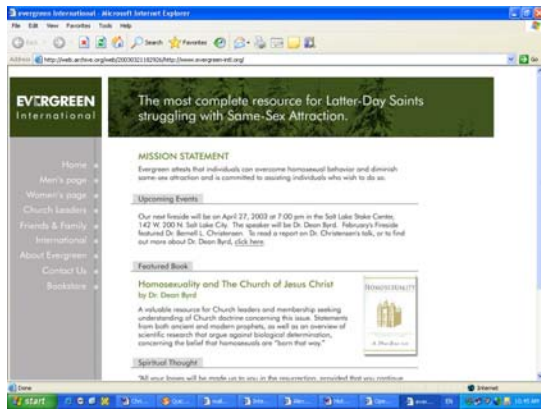 evergreen International - Microsoft Internet Explorer
File Edit View Favorites Tools Help
Search Favorites
Address http://web.archive.org/web/20030321182926/http://www.evergreen-intl.org/
Go
EVERGREEN
International
The most complete resource for Latter-Day Saints
struggling with Same-Sex Attraction.
Home
Men's page
Women's page
Church Leaders
Friends & Family
International
About Evergreen
Contact Us
Bookstore
MISSION STATEMENT
Evergreen attests that individuals can overcome homosexual behavior and diminish
same-sex attraction and is committed to assisting individuals who wish to do so.
Upcoming Events
Our next fireside will be on April 27, 2003 at 7:00 pm in the Salt Lake Stake Center,
142 W. 200 N. Salt Lake City. The speaker will be Dr. Dean Byrd. February's Fireside
featured Dr. Bernell L. Christensen. To read a report on Dr. Christensen's talk, or to find
out more about Dr. Dean Byrd, click here.
Featured Book
Homosexuality and The Church of Jesus Christ
by Dr. Dean Byrd
A valuable resource for Church leaders and membership seeking
understanding of Church doctrine concerning this issue. Statements
from both ancient and modern prophets, as well as an overview of
scientific research that argue against biological determination,
concerning the belief that homosexuals are "born that way."
HOMOSEXUALITY
Spiritual Thought
"All your losses will be made up to you in the resurrection, provided that you continue
Done
Internet
start
EN
10:45 AM